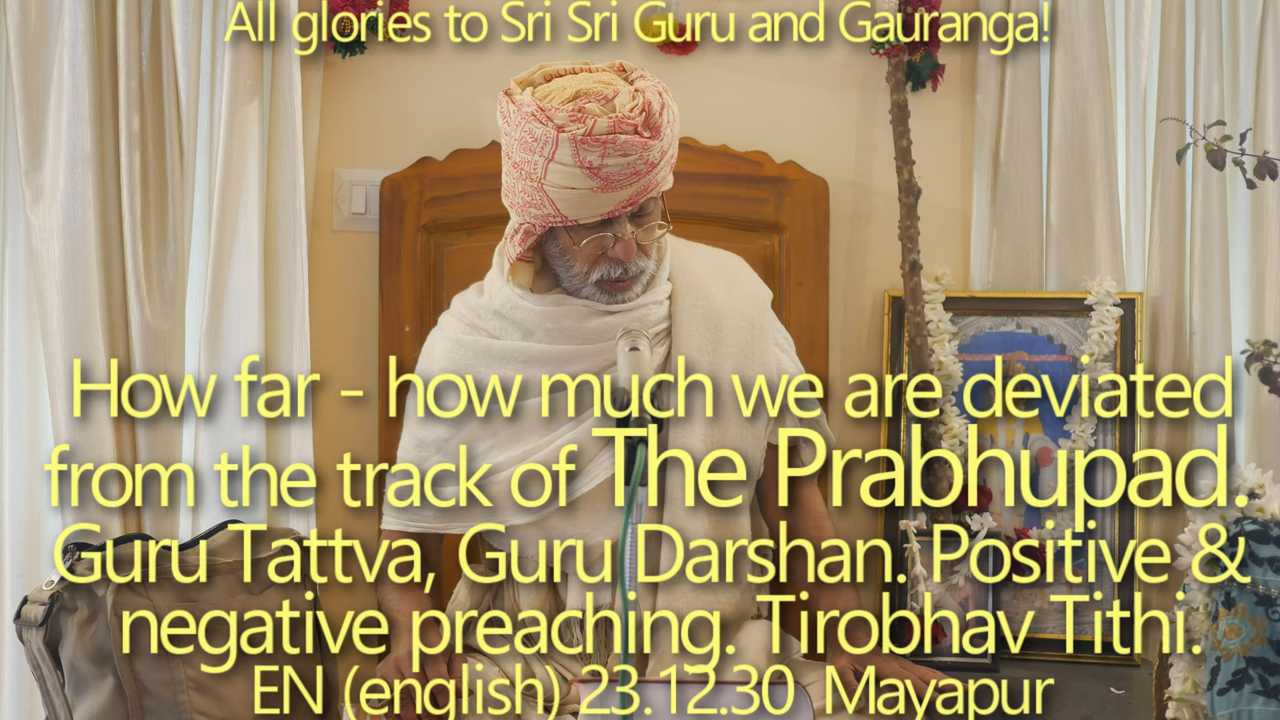 All glories to Sri Sri Guru and Gauranga!
How far - how much we are deviated
from the track of The Prabhupad.
Guru Tattva, Guru Darshan. Positive &
negative preaching. Tirobhav Tithi.
EN (english) 23.12.30 Mayapur